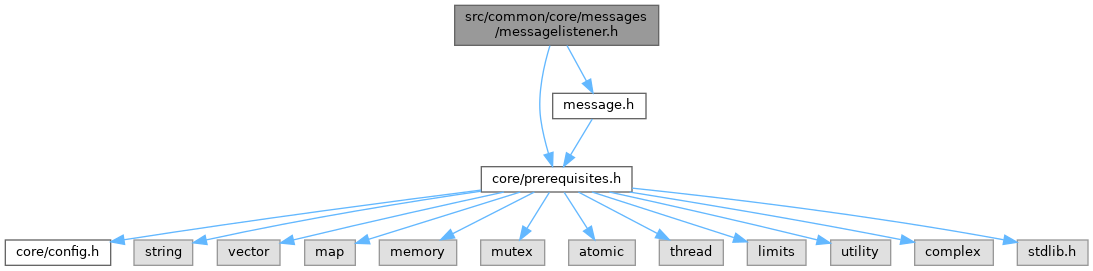 src/common/core/messages
/messagelistener.h
message.h
core/prerequisites.h
core/config.h
string
vector
map
memory
mutex
atomic
thread
limits
utility
complex
stdlib.h